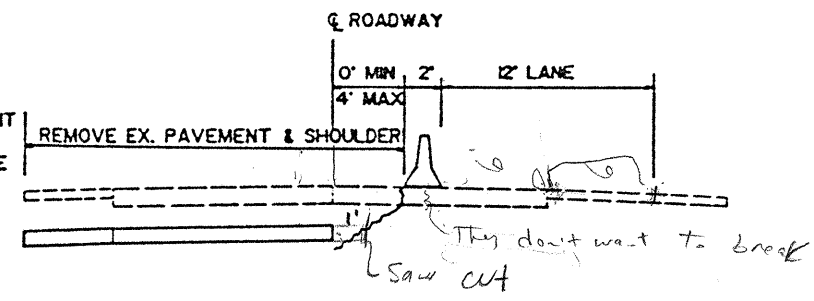 ℄ ROADWAY
0' MIN 2' 12' LANE
4' MAX
IT
REMOVE EX. PAVEMENT & SHOULDER
E
1'
They don't want to break
Saw cut